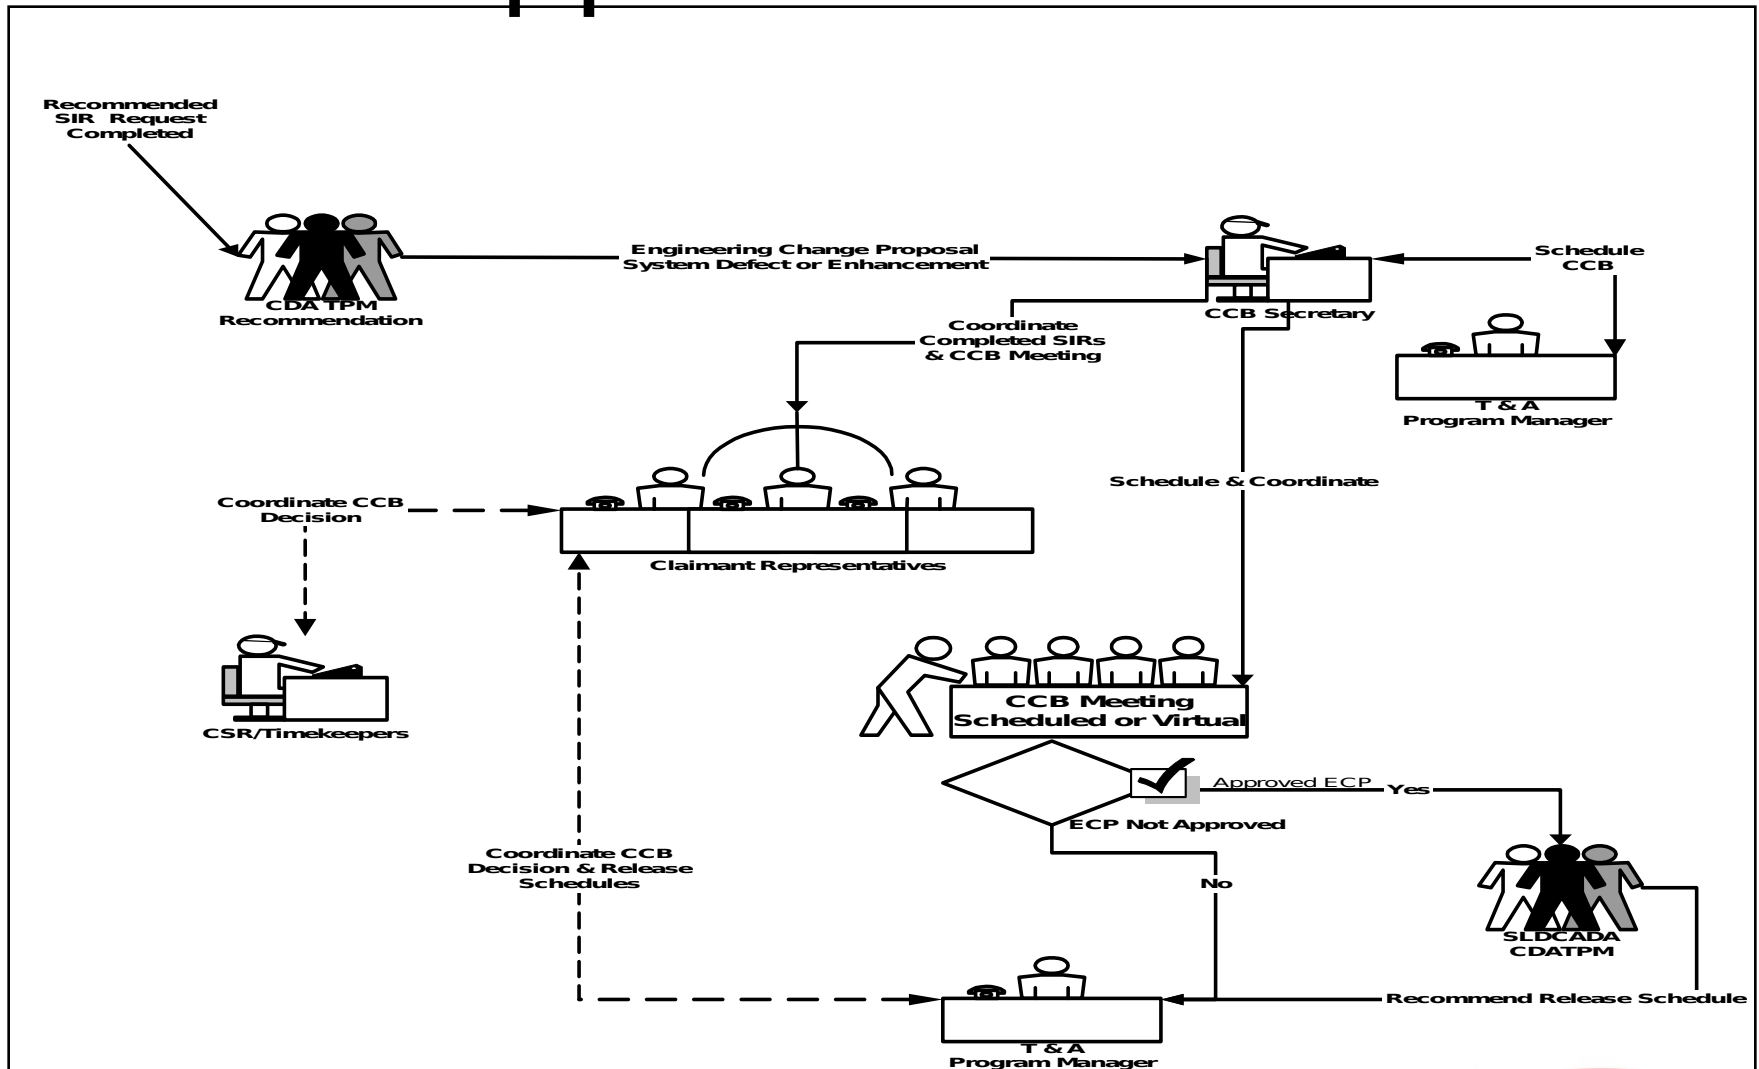 Recommended
SIR Request
Completed
Engineering Change Proposal
System Defect or Enhancement
Schedule
CCB
CDA TPM
Recommendation
CCB Secretary
Coordinate
Completed SIRs
& CCB Meeting
T & A
Program Manager
Schedule & Coordinate
Coordinate CCB
Decision
Claimant Representatives
CSR/Timekeepers
CCB Meeting
Scheduled or Virtual
Approved ECP
Yes
ECP Not Approved
Coordinate CCB
Decision & Release
Schedules
No
SLDCADA
CDATPM
Recommend Release Schedule
T & A
Program Manager